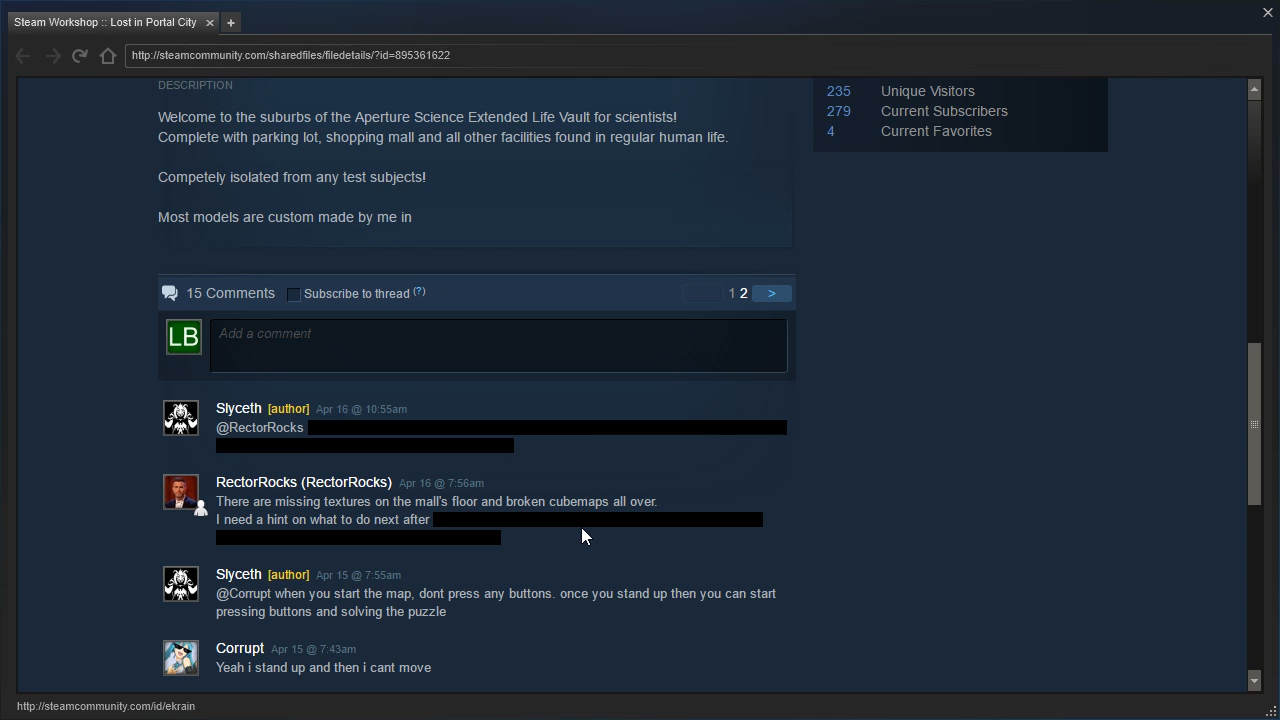 Steam Workshop :: Lost in Portal City
http://steamcommunity.com/sharedfiles/filedetails/?id=895361622
DESCRIPTION
Welcome to the suburbs of the Aperture Science Extended Life Vault for scientists!
Complete with parking lot, shopping mall and all other facilities found in regular human life.
Competely isolated from any test subjects!
Most models are custom made by me in
235 Unique Visitors
279 Current Subscribers
4 Current Favorites
15 Comments Subscribe to thread (?) 1 2 >
LB Add a comment
Slyceth [author] Apr 16 @ 10:55am
@RectorRocks
RectorRocks (RectorRocks) Apr 16 @ 7:56am
There are missing textures on the mall's floor and broken cubemaps all over.
I need a hint on what to do next after
Slyceth [author] Apr 15 @ 7:55am
@Corrupt when you start the map, dont press any buttons. once you stand up then you can start
pressing buttons and solving the puzzle
Corrupt Apr 15 @ 7:43am
Yeah i stand up and then i cant move
http://steamcommunity.com/id/ekrain